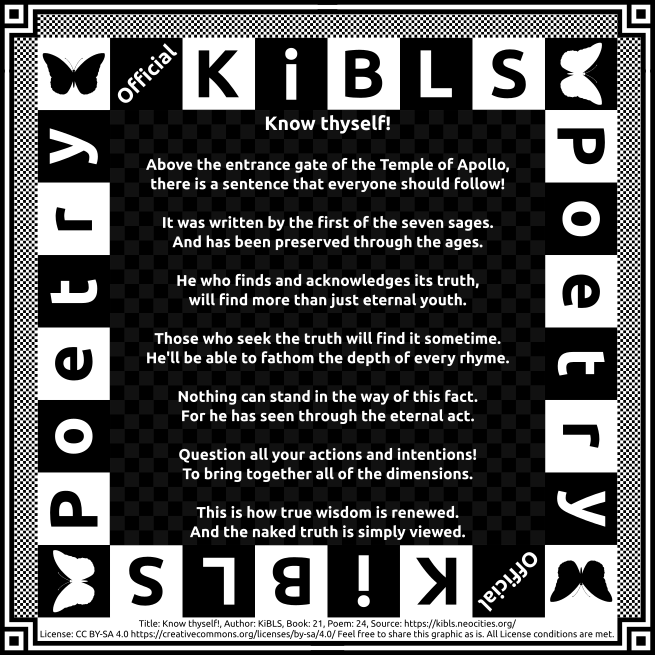 Official KiBLS
Poetry
Know thyself!
Above the entrance gate of the Temple of Apollo,
there is a sentence that everyone should follow!
It was written by the first of the seven sages.
And has been preserved through the ages.
He who finds and acknowledges its truth,
will find more than just eternal youth.
Those who seek the truth will find it sometime.
He'll be able to fathom the depth of every rhyme.
Nothing can stand in the way of this fact.
For he has seen through the eternal act.
Question all your actions and intentions!
To bring together all of the dimensions.
This is how true wisdom is renewed.
And the naked truth is simply viewed.
Official KiBLS
Poetry
Title: Know thyself!, Author: KiBLS, Book: 21, Poem: 24, Source: https://kibls.neocities.org/
License: CC BY-SA 4.0 https://creativecommons.org/licenses/by-sa/4.0/ Feel free to share this graphic as is. All License conditions are met.